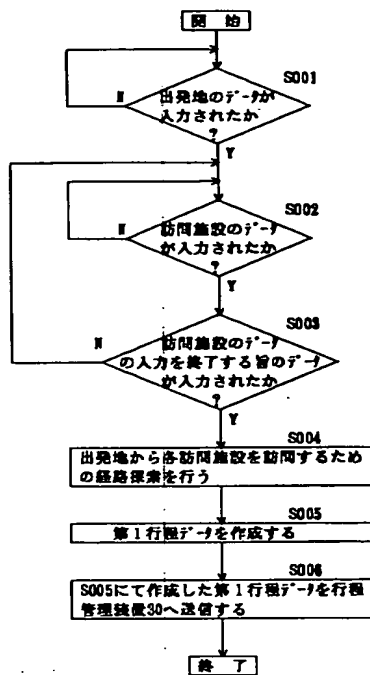 開 始
S001
出発地のデータが
入力されたか
?
N
Y
S002
訪問施設のデータ
が入力されたか
?
N
Y
S003
訪問施設のデータ
の入力を終了する旨のデータ
が入力されたか
?
N
Y
S004
出発地から各訪問施設を訪問するため
の経路探索を行う
S005
第1行程データを作成する
S006
S005にて作成した第1行程データを行程
管理装置30へ送信する
終 了